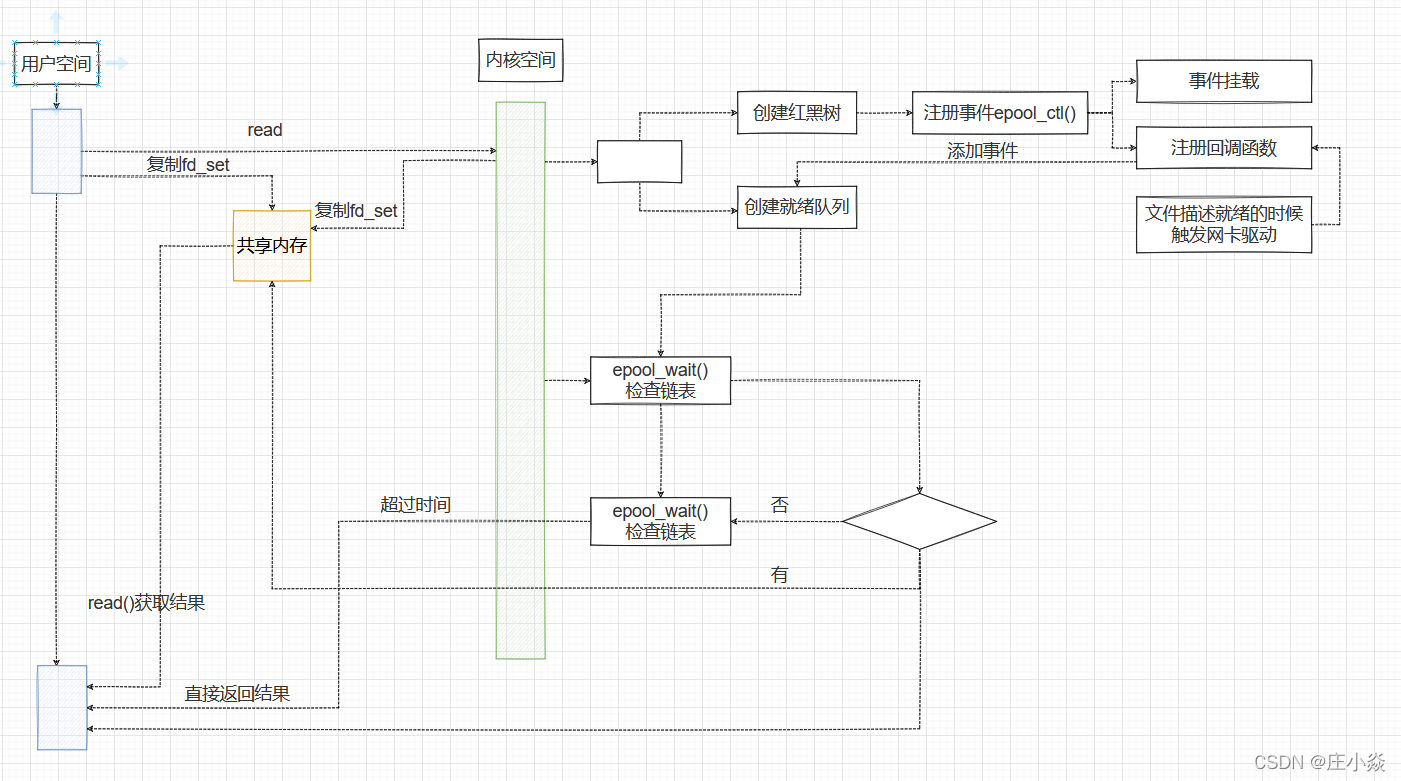 用户空间
内核空间
事件挂载
创建红黑树
注册事件epool_ctl()
read
复制fd_set
添加事件
注册回调函数
复制fd_set
创建就绪队列
文件描述就绪的时候
触发网卡驱动
共享内存
epool_wait()
检查链表
超过时间
epool_wait()
检查链表
否
有
read()获取结果
直接返回结果
CSDN @庄小焱